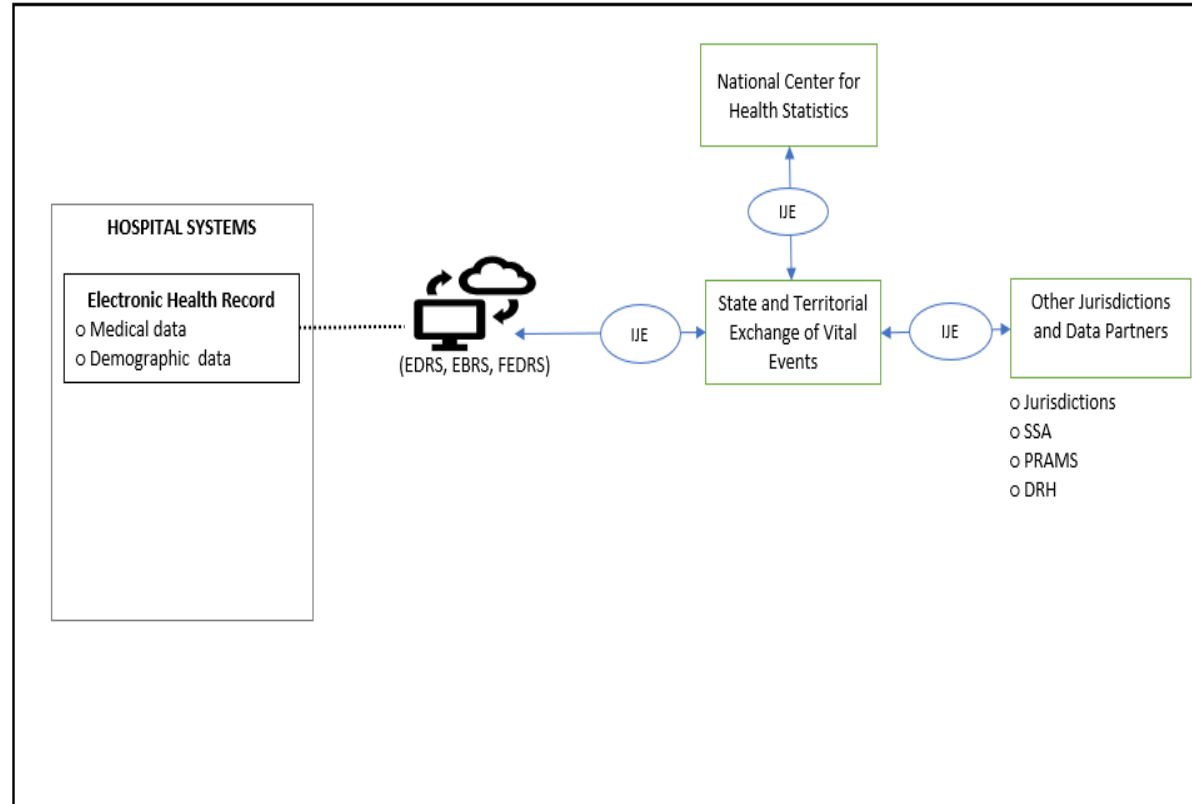 National Center for
Health Statistics
IJE
HOSPITAL SYSTEMS
Electronic Health Record
o Medical data
o Demographic data
(EDRS, EBRS, FEDRS)
IJE
State and Territorial
Exchange of Vital
Events
IJE
Other Jurisdictions
and Data Partners
o Jurisdictions
o SSA
o PRAMS
o DRH